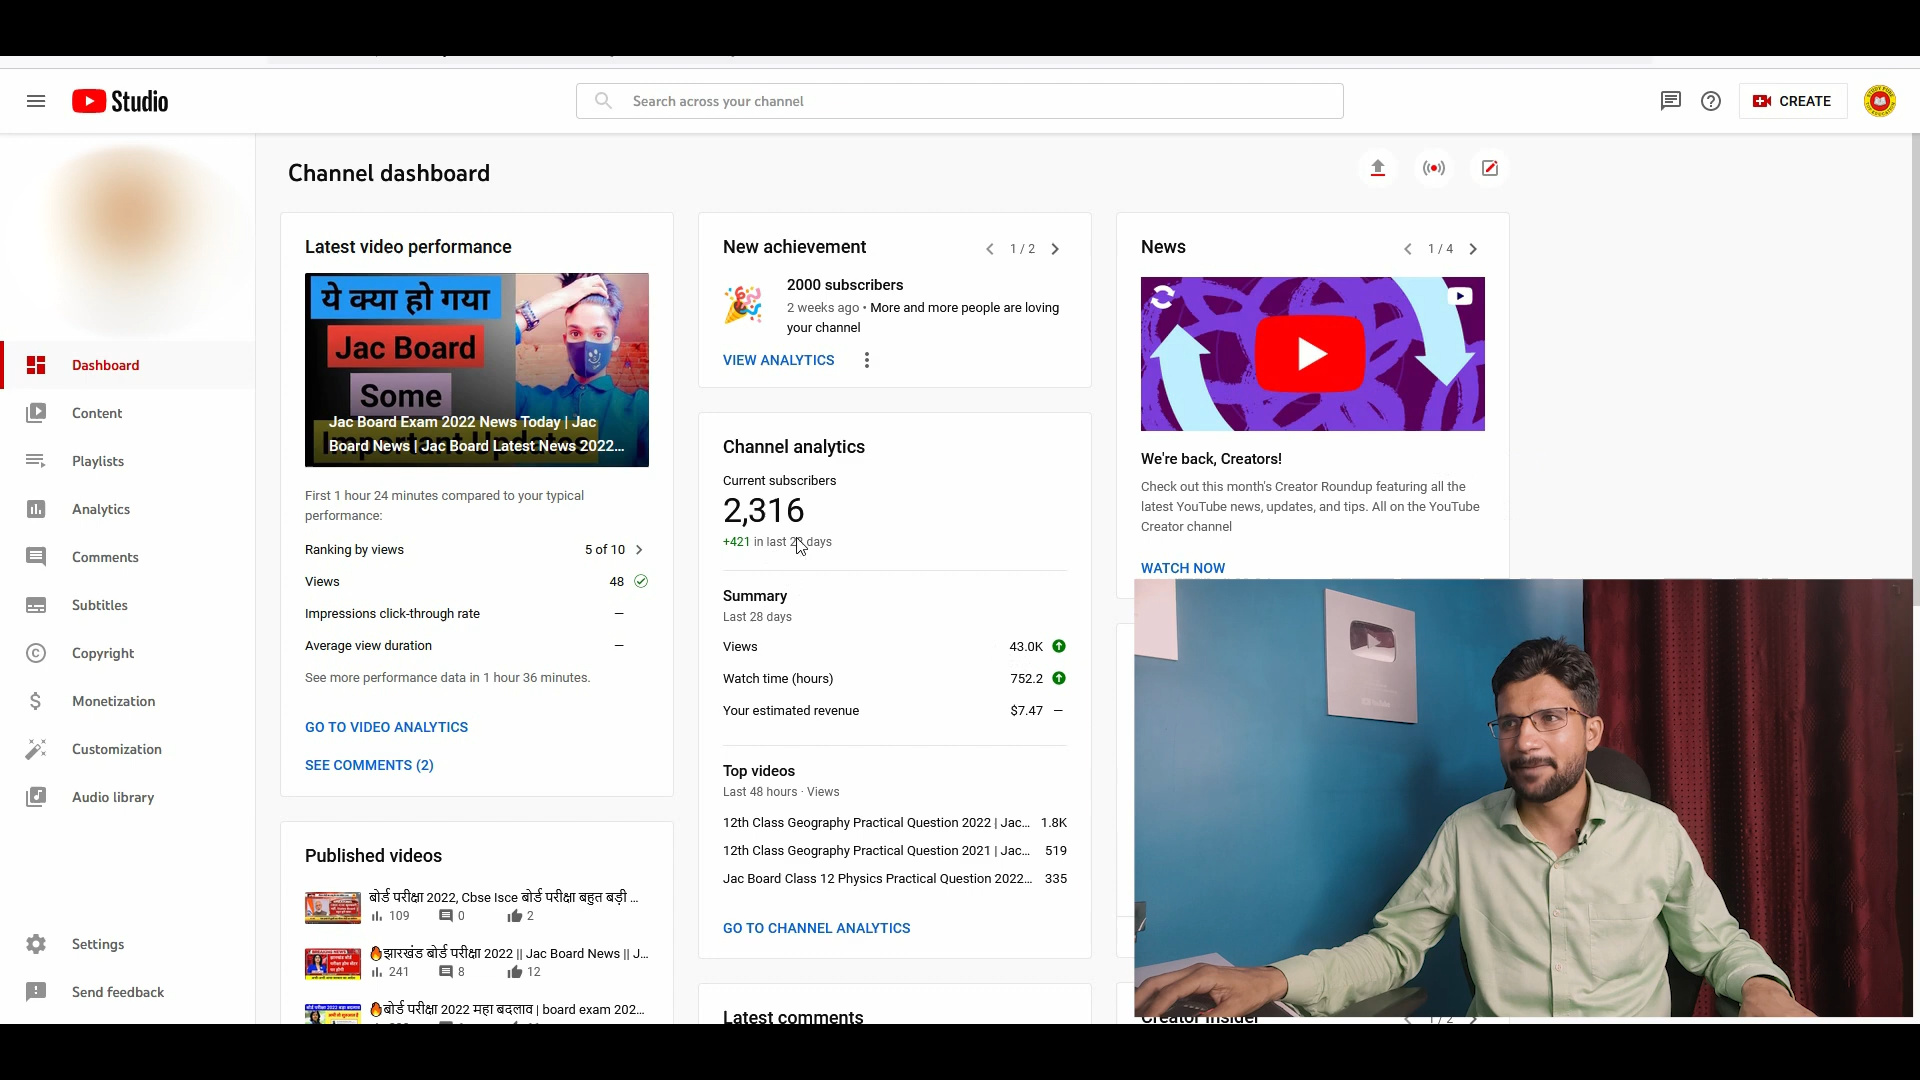 Studio
Search across your channel
CREATE
Channel dashboard
Dashboard
Content
Playlists
Analytics
Comments
Subtitles
Copyright
Monetization
Customization
Audio library
Settings
Send feedback
Latest video performance
ये क्या हो गया
Jac Board
Some
Important Updates
Jac Board Exam 2022 News Today | Jac
Board News | Jac Board Latest News 2022...
First 1 hour 24 minutes compared to your typical
performance:
Ranking by views 5 of 10
Views 48
Impressions click-through rate –
Average view duration –
See more performance data in 1 hour 36 minutes.
GO TO VIDEO ANALYTICS
SEE COMMENTS (2)
Published videos
बोर्ड परीक्षा 2022, Cbse Isce बोर्ड परीक्षा बहुत बड़ी ...
109 0 2
🔥झारखंड बोर्ड परीक्षा 2022 || Jac Board News || J...
241 8 12
🔥बोर्ड परीक्षा 2022 महा बदलाव | board exam 202...
New achievement
1 / 2
2000 subscribers
2 weeks ago • More and more people are loving
your channel
VIEW ANALYTICS
Channel analytics
Current subscribers
2,316
+421 in last 28 days
Summary
Last 28 days
Views 43.0K
Watch time (hours) 752.2
Your estimated revenue $7.47 –
Top videos
Last 48 hours · Views
12th Class Geography Practical Question 2022 | Jac... 1.8K
12th Class Geography Practical Question 2021 | Jac... 519
Jac Board Class 12 Physics Practical Question 2022... 335
GO TO CHANNEL ANALYTICS
Latest comments
News
1 / 4
We're back, Creators!
Check out this month's Creator Roundup featuring all the
latest YouTube news, updates, and tips. All on the YouTube
Creator channel
WATCH NOW
Creator Insider
1 / 2